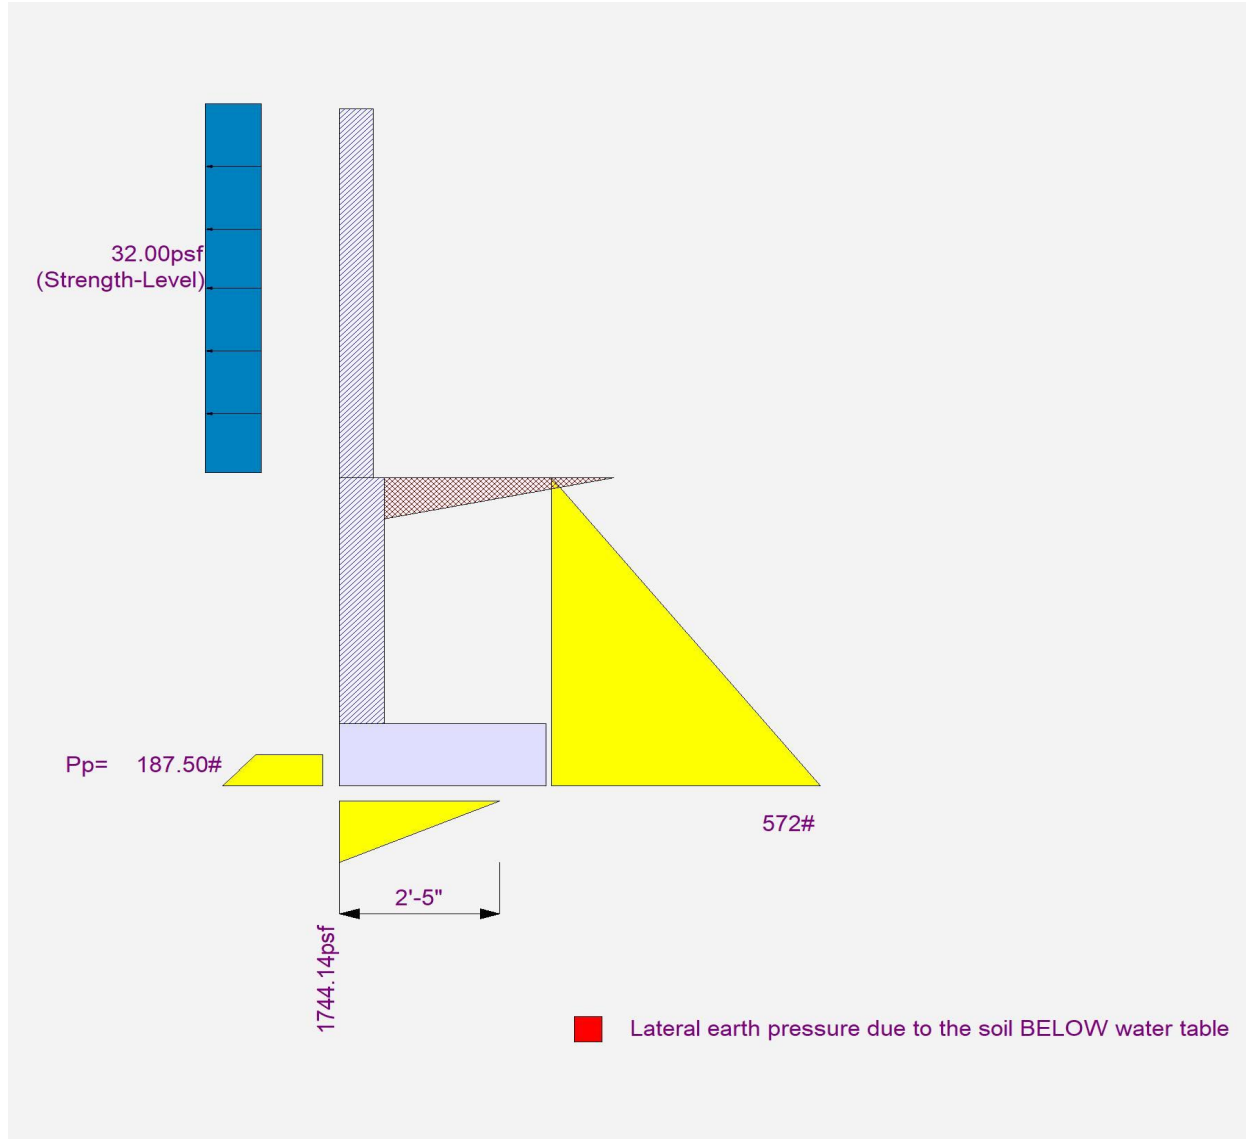 32.00psf
(Strength-Level)
Pp= 187.50#
572#
2'-5"
1744.14psf
Lateral earth pressure due to the soil BELOW water table